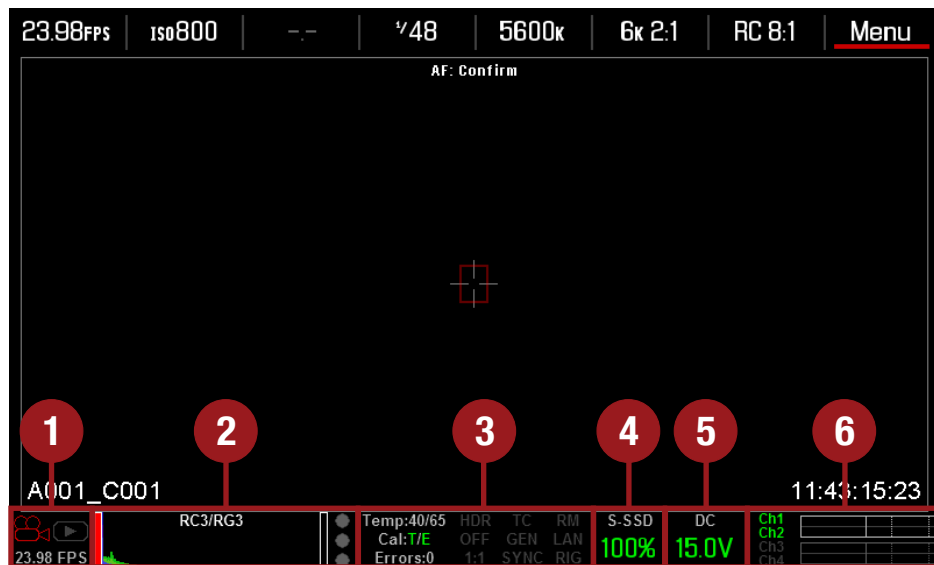 23.98FPS ISO800 -.- 1/48 5600K 6K 2:1 RC 8:1 Menu
AF: Confirm
1 2 3 4 5 6
A001_C001 11:43:15:23
RC3/RG3 Temp:40/65 HDR TC RM S-SSD DC Ch1
Cal:T/E OFF GEN LAN 100% 15.0V Ch2
23.98 FPS Errors:0 1:1 SYNC RIG Ch3
Ch4